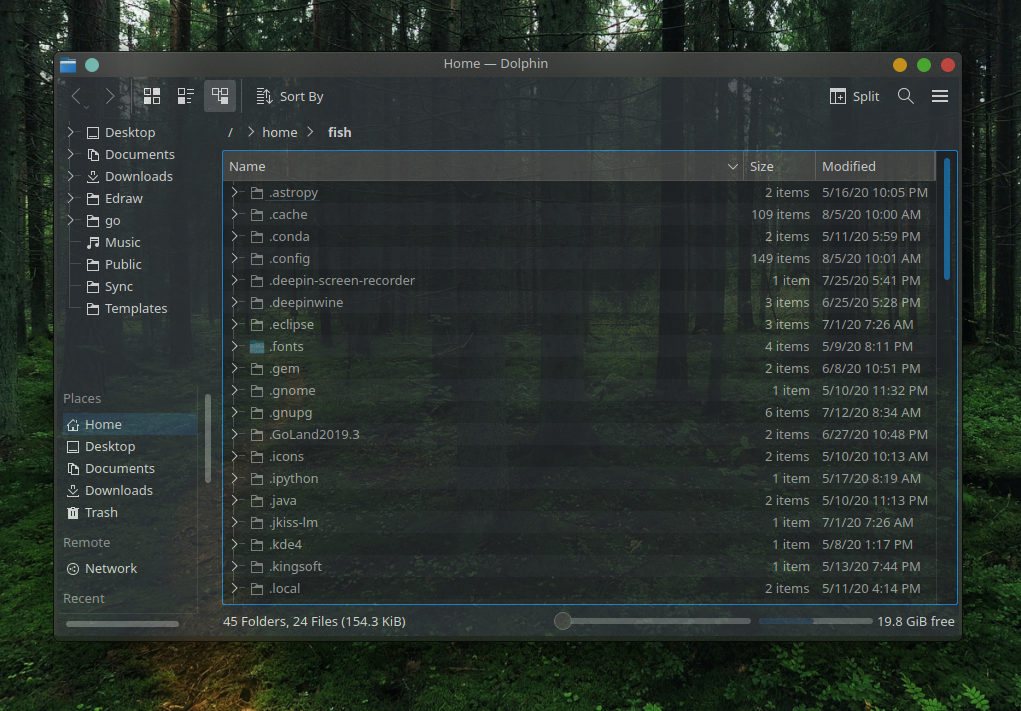 Home — Dolphin
Sort By
Split
/ home fish
Desktop
Documents
Downloads
Edraw
go
Music
Public
Sync
Templates
Places
Home
Desktop
Documents
Downloads
Trash
Remote
Network
Recent
Name Size Modified
.astropy 2 items 5/16/20 10:05 PM
.cache 109 items 8/5/20 10:00 AM
.conda 2 items 5/11/20 5:59 PM
.config 149 items 8/5/20 10:01 AM
.deepin-screen-recorder 1 item 7/25/20 5:41 PM
.deepinwine 3 items 6/25/20 5:28 PM
.eclipse 3 items 7/1/20 7:26 AM
.fonts 4 items 5/9/20 8:11 PM
.gem 2 items 6/8/20 10:51 PM
.gnome 1 item 5/10/20 11:32 PM
.gnupg 6 items 7/12/20 8:34 AM
.GoLand2019.3 2 items 6/27/20 10:48 PM
.icons 2 items 5/10/20 10:13 AM
.ipython 1 item 5/17/20 8:19 AM
.java 2 items 5/10/20 11:13 PM
.jkiss-lm 1 item 7/1/20 7:26 AM
.kde4 1 item 5/8/20 1:17 PM
.kingsoft 1 item 5/13/20 7:44 PM
.local 2 items 5/11/20 4:14 PM
45 Folders, 24 Files (154.3 KiB)
19.8 GiB free